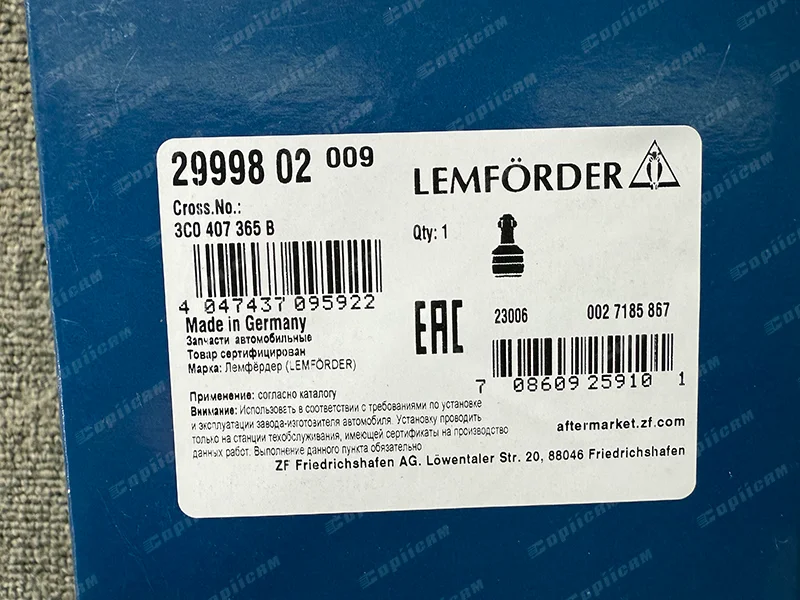 29998 02 009
LEMFÖRDER
Cross.No.:
3C0 407 365 B
Qty: 1
4 047437 095922
Made in Germany
Запчасти автомобильные
Товар сертифицирован
Марка: Лемфёрдер (LEMFÖRDER)
EAC
23006
002 7185 867
7 08609 25910 1
Применение: согласно каталогу
Внимание: Использовать в соответствии с требованиями по установке
и эксплуатации завода-изготовителя автомобиля. Установку проводить
только на станции техобслуживания, имеющей сертификаты на производство
данных работ. Выполнение данного пункта обязательно
aftermarket.zf.com
ZF Friedrichshafen AG. Löwentaler Str. 20, 88046 Friedrichshafen
Copiicam